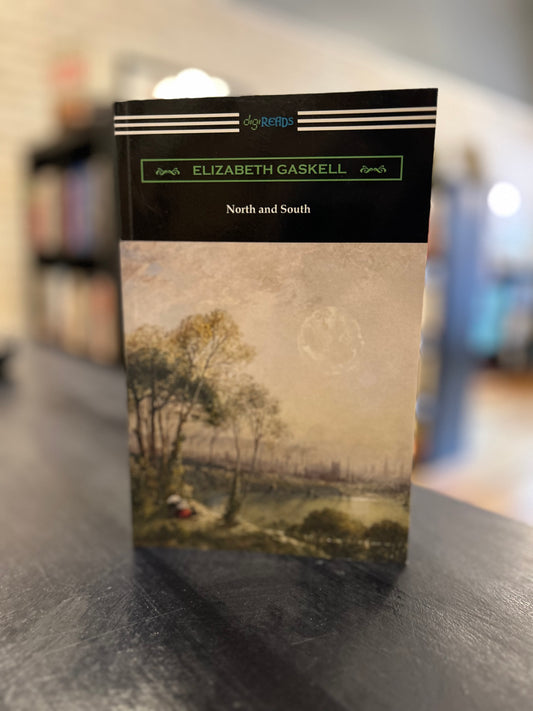 digiREADS
ELIZABETH GASKELL
North and South